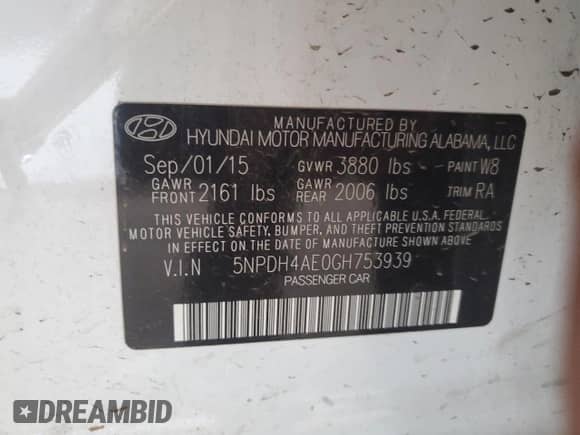 MANUFACTURED BY
HYUNDAI MOTOR MANUFACTURING ALABAMA, LLC
Sep/01/15 GVWR 3880 lbs PAINT W8
GAWR FRONT 2161 lbs GAWR REAR 2006 lbs TRIM RA
THIS VEHICLE CONFORMS TO ALL APPLICABLE U.S.A. FEDERAL
MOTOR VEHICLE SAFETY, BUMPER, AND THEFT PREVENTION STANDARDS
IN EFFECT ON THE DATE OF MANUFACTURE SHOWN ABOVE.
V.I.N 5NPDH4AE0GH753939
PASSENGER CAR
DREAMBID